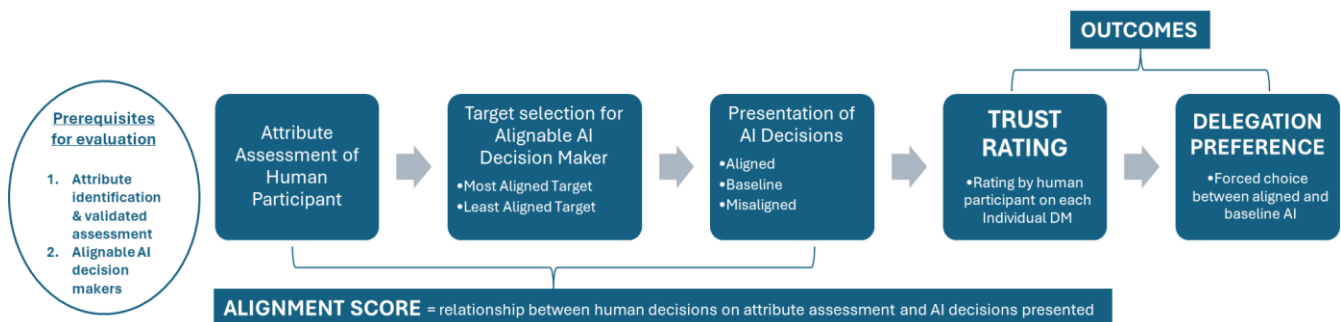 OUTCOMES
Prerequisites
for evaluation
1. Attribute
identification
& validated
assessment
2. Alignable AI
decision
makers
Attribute
Assessment of
Human
Participant
Target selection for
Alignable AI
Decision Maker
•Most Aligned Target
•Least Aligned Target
Presentation of
AI Decisions
•Aligned
•Baseline
•Misaligned
TRUST
RATING
•Rating by human
participant on each
Individual DM
DELEGATION
PREFERENCE
•Forced choice
between aligned and
baseline AI
ALIGNMENT SCORE = relationship between human decisions on attribute assessment and AI decisions presented